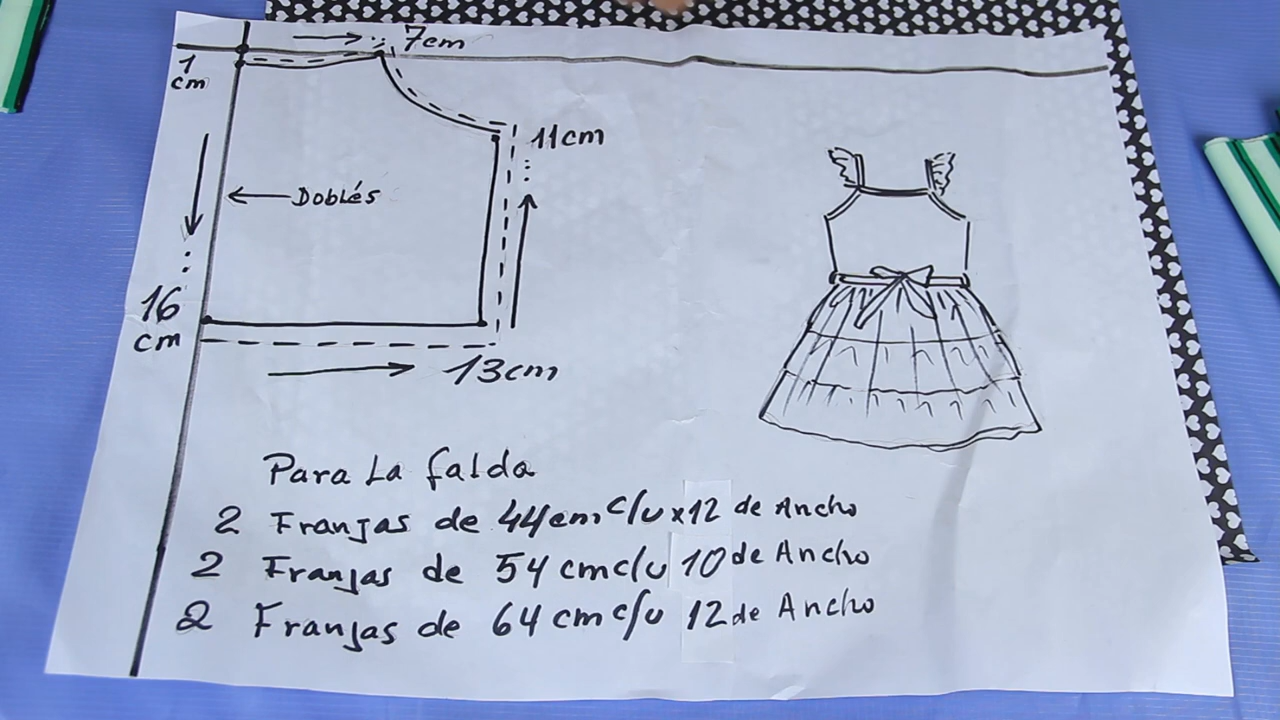 7cm
1
cm
11cm
Doblés
16
cm
13cm
Para La falda
2 Franjas de 44cm c/u x12 de Ancho
2 Franjas de 54 cm c/u 10 de Ancho
2 Franjas de 64 cm c/u 12 de Ancho